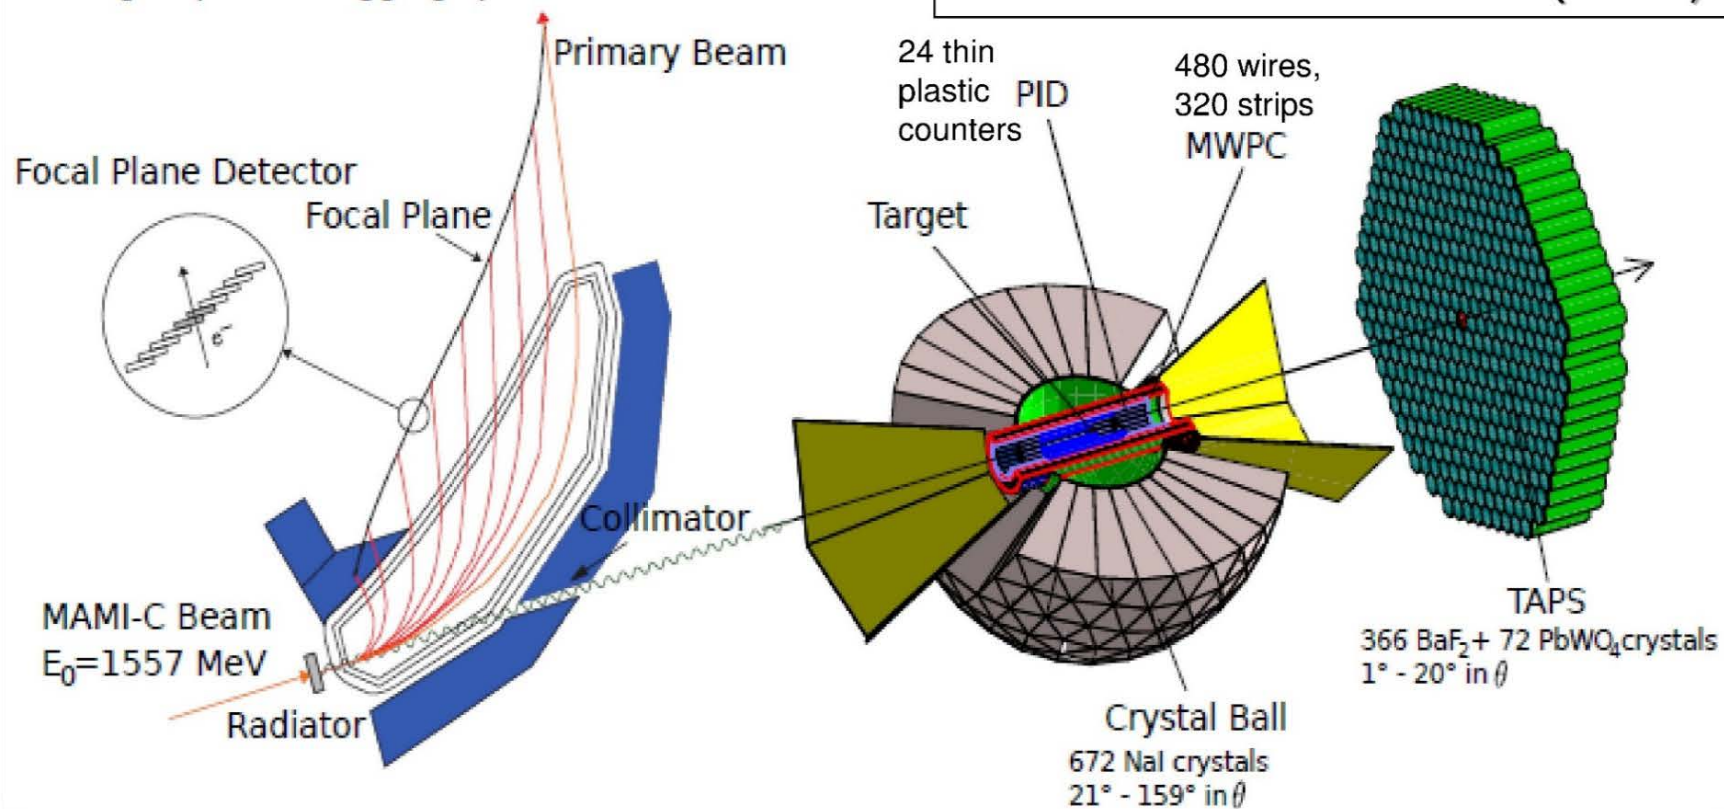 Primary Beam
Focal Plane Detector
Focal Plane
e⁻
24 thin
plastic
counters
PID
480 wires,
320 strips
MWPC
Target
Collimator
MAMI-C Beam
E₀=1557 MeV
Radiator
TAPS
366 BaF₂+ 72 PbWO₄crystals
1° - 20° in θ
Crystal Ball
672 NaI crystals
21° - 159° in θ